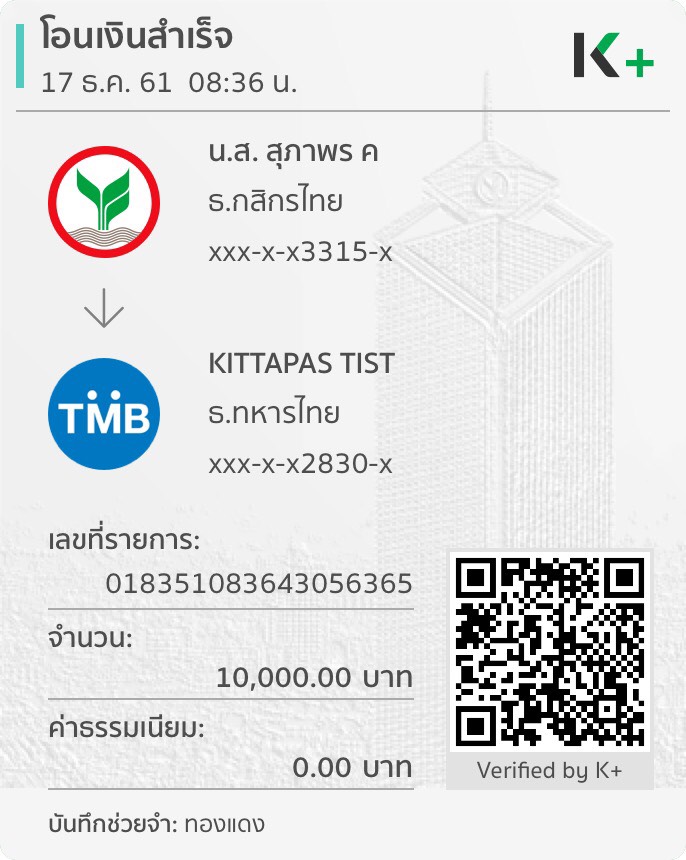 โอนเงินสำเร็จ
17 ธ.ค. 61 08:36 น.
K+
น.ส. สุภาพร ค
ธ.กสิกรไทย
xxx-x-x3315-x
KITTAPAS TIST
TMB
ธ.ทหารไทย
xxx-x-x2830-x
เลขที่รายการ:
018351083643056365
จำนวน:
10,000.00 บาท
ค่าธรรมเนียม:
0.00 บาท
Verified by K+
บันทึกช่วยจำ: ทองแดง